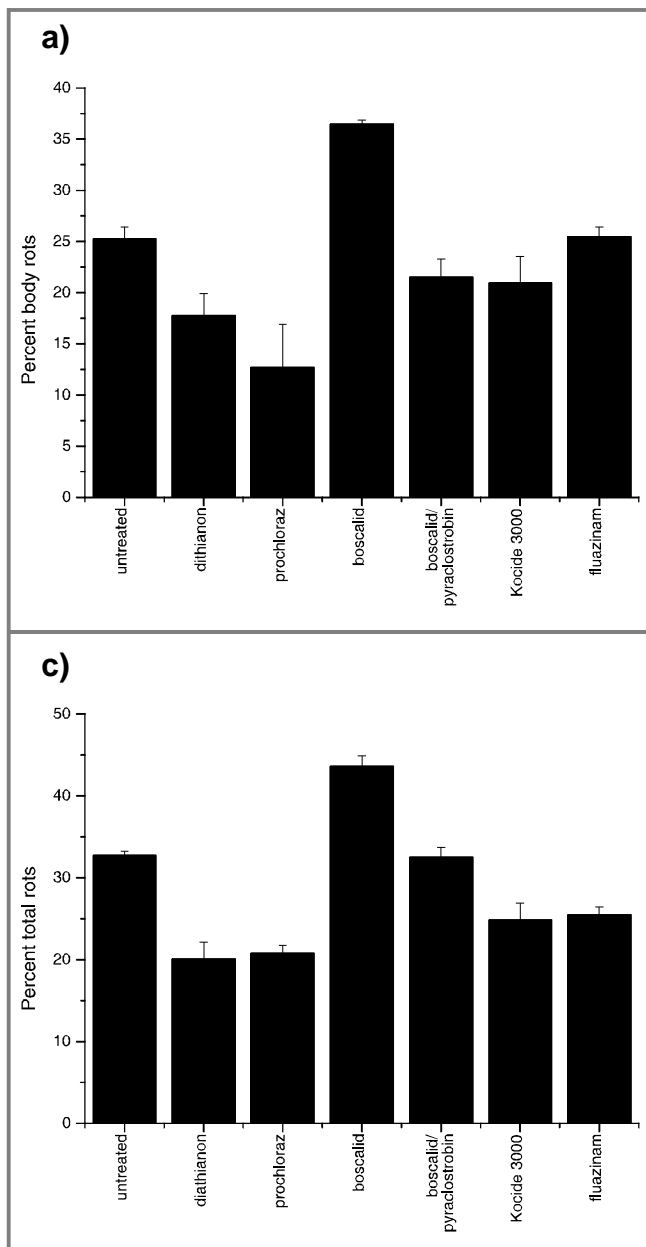 a)
Percent body rots
40
35
30
25
20
15
10
5
0
untreated
dithianon
prochloraz
boscalid
boscalid/
pyraclostrobin
Kocide 3000
fluazinam
c)
Percent total rots
50
40
30
20
10
0
untreated
diathianon
prochloraz
boscalid
boscalid/
pyraclostrobin
Kocide 3000
fluazinam